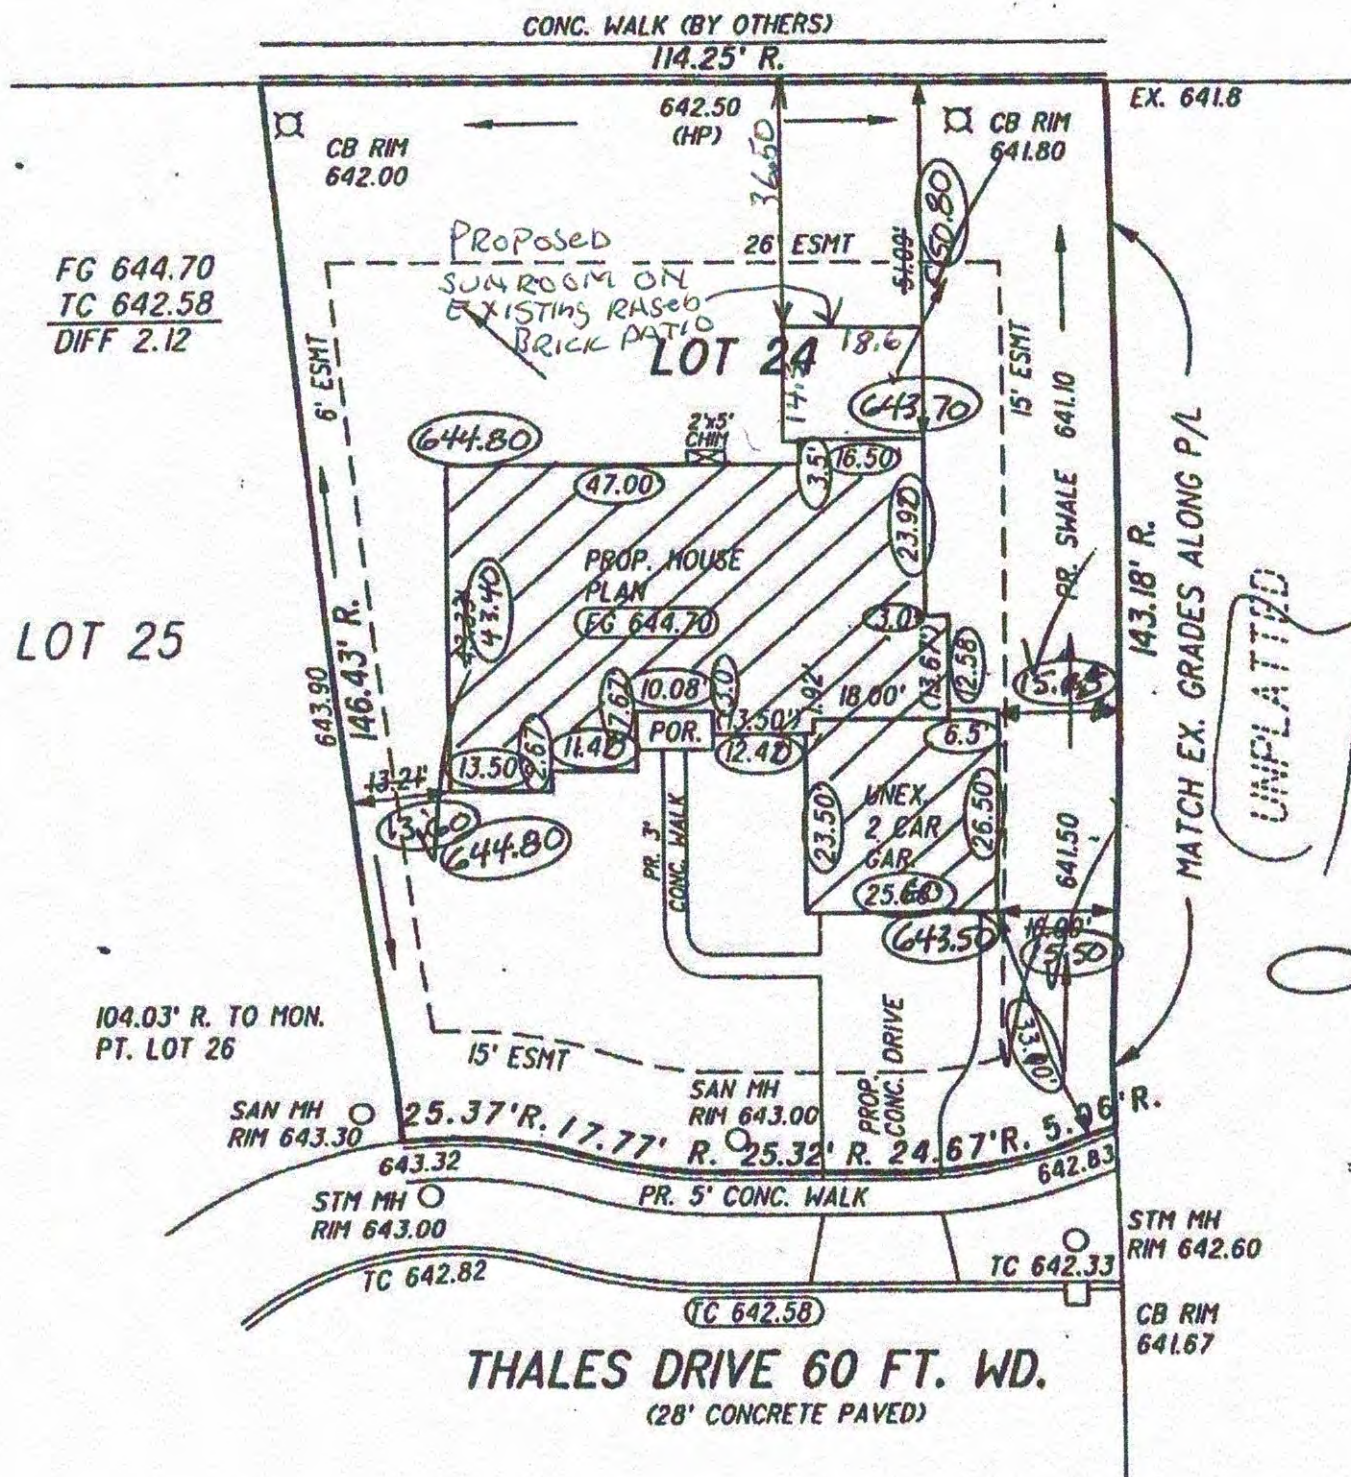 CONC. WALK (BY OTHERS)
114.25' R.
EX. 641.8
642.50
(HP)
CB RIM
642.00
CB RIM
641.80
36.50
50.80
51.09'
26' ESMT
PROPOSED
SUNROOM ON
EXISTING RASED
BRICK PATIO
FG 644.70
TC 642.58
DIFF 2.12
LOT 24
18.6
643.70
6' ESMT
15' ESMT
PR. SWALE 641.10
644.80
2'x5'
CHIM
3.5'
16.50
47.00
23.92
43.40
PROP. HOUSE
PLAN
FG 644.70
3.0'
(13.67')
12.58
LOT 25
643.90
146.43' R.
143.18' R.
MATCH EX. GRADES ALONG P/L
UNPLATTED
10.08'
7.67
3.0
1.92'
18.00'
POR.
(13.50')
12.42
6.5'
13.21'
13.50
2.67
11.42
13.60
644.80
PR. 3'
CONC. WALK
23.50'
UNEX.
2 CAR
GAR.
26.50
641.50
643.50
16.00'
15.50
33.00'
104.03' R. TO MON.
PT. LOT 26
15' ESMT
PROP.
CONC. DRIVE
SAN MH
RIM 643.30
SAN MH
RIM 643.00
25.37' R.
17.77' R.
25.32' R.
24.67' R.
643.32
642.83
PR. 5' CONC. WALK
STM MH
RIM 643.00
STM MH
RIM 642.60
TC 642.82
TC 642.33
TC 642.58
CB RIM
641.67
THALES DRIVE 60 FT. WD.
(28' CONCRETE PAVED)